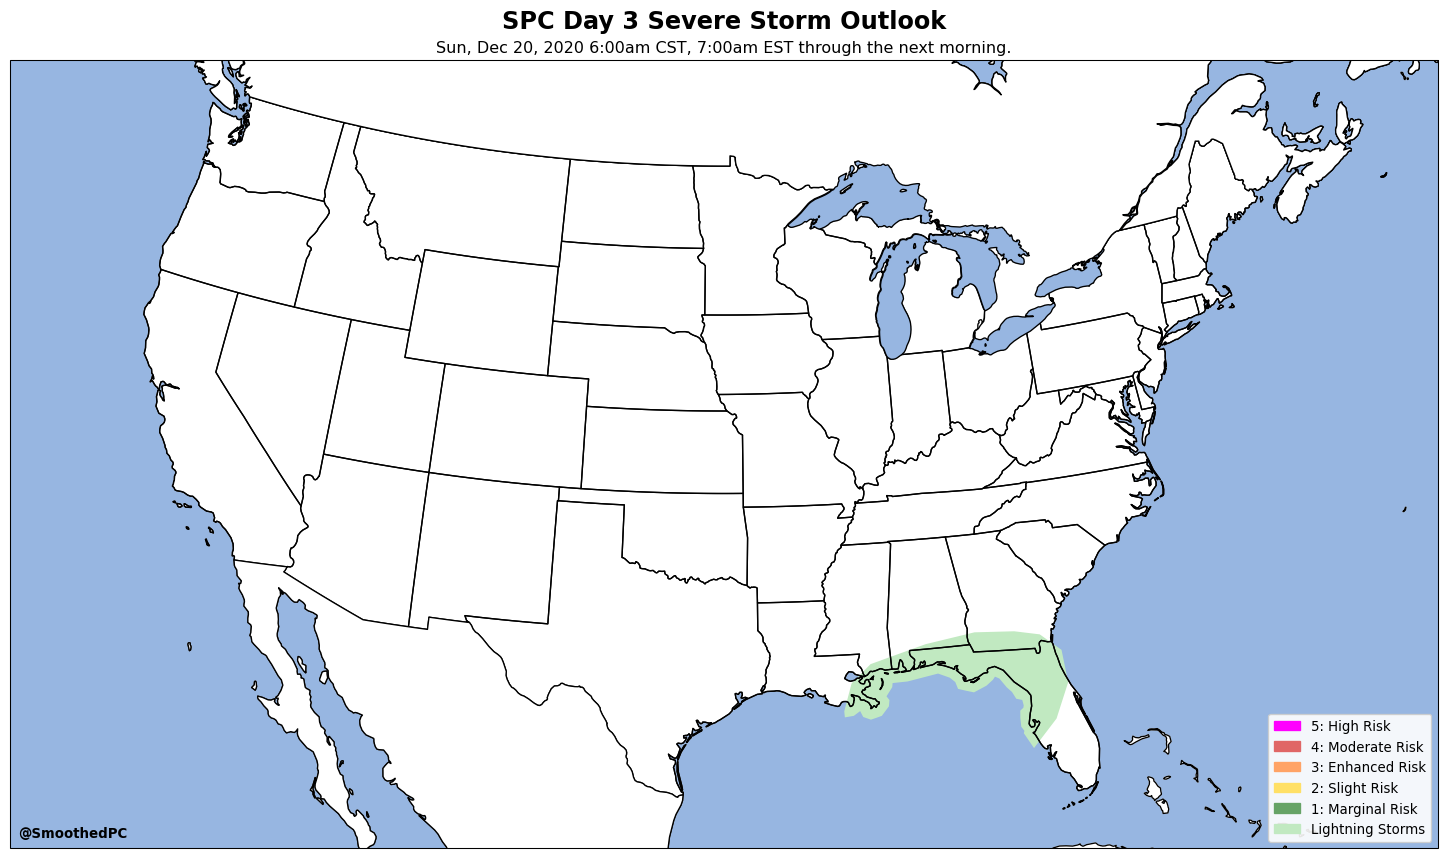 SPC Day 3 Severe Storm Outlook
Sun, Dec 20, 2020 6:00am CST, 7:00am EST through the next morning.
5: High Risk
4: Moderate Risk
3: Enhanced Risk
2: Slight Risk
1: Marginal Risk
Lightning Storms
@SmoothedPC